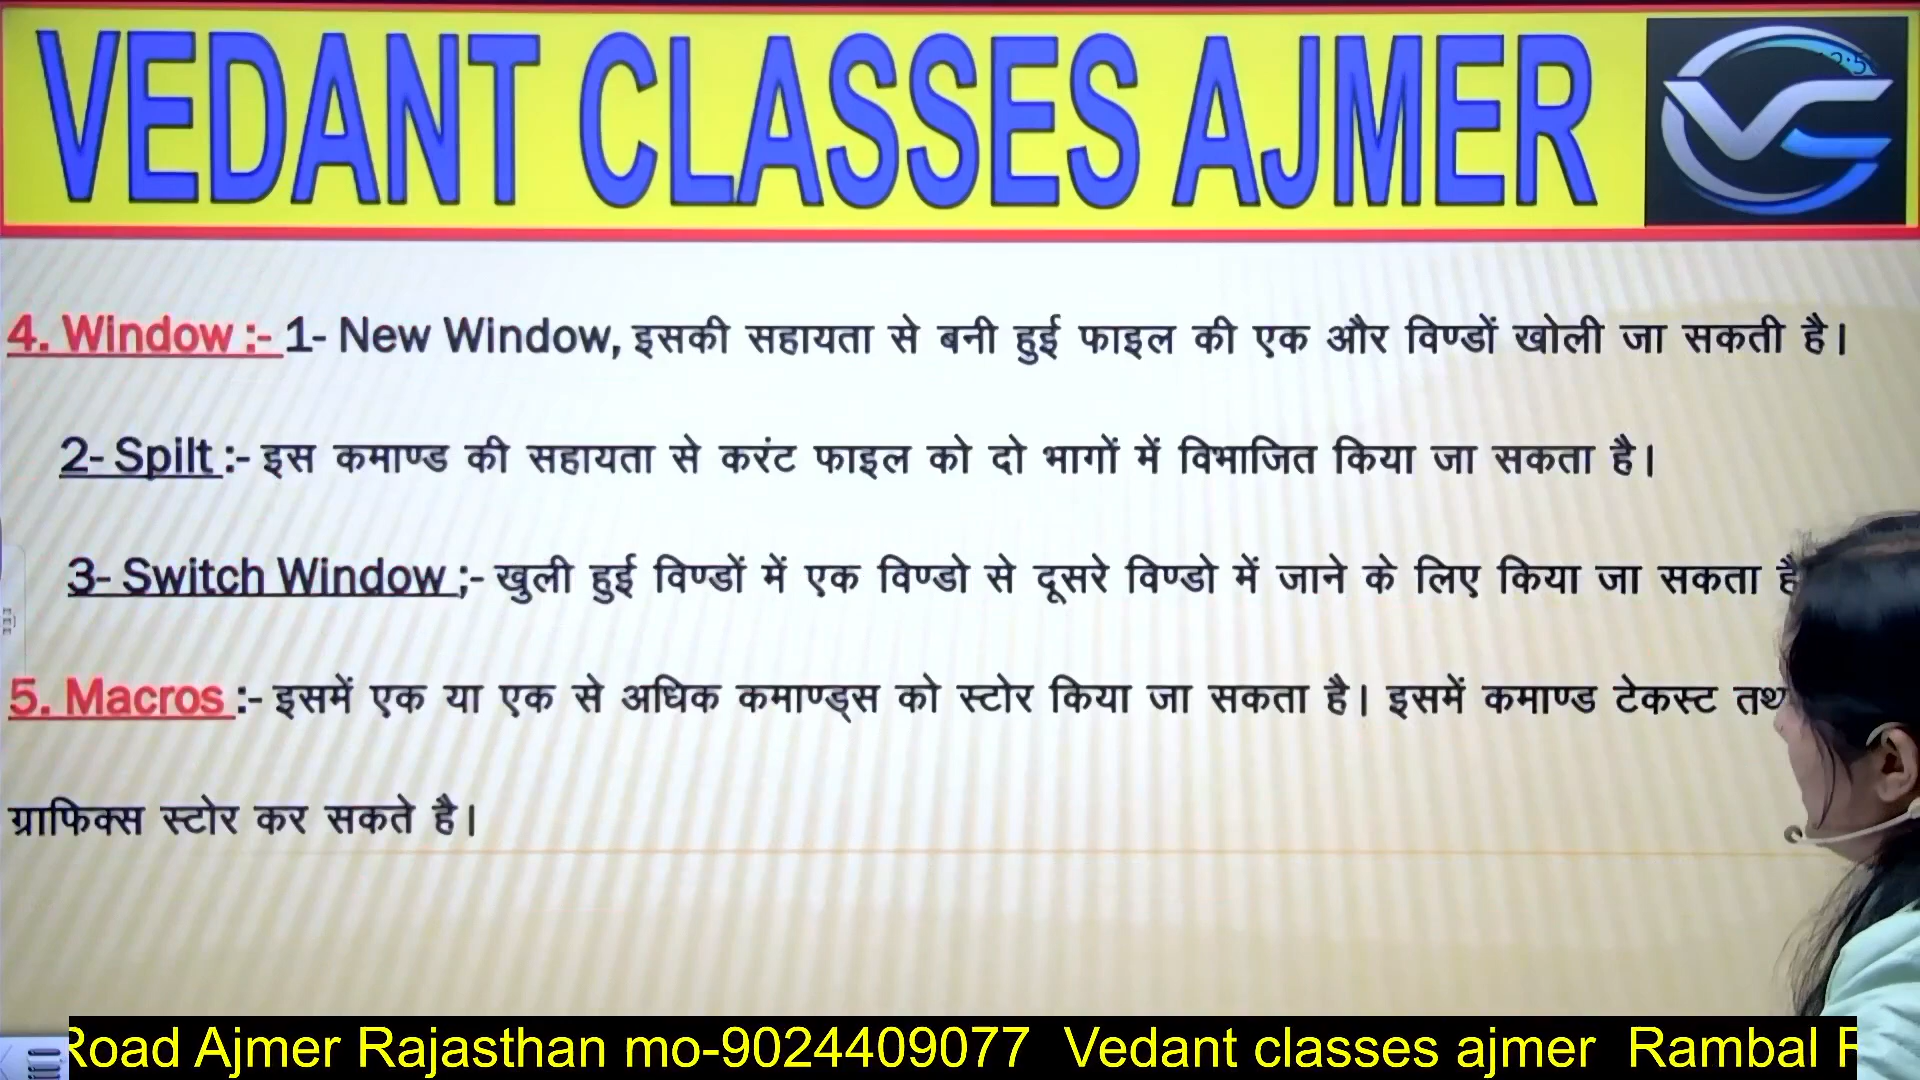 VEDANT CLASSES AJMER
4. Window :- 1- New Window, इसकी सहायता से बनी हुई फाइल की एक और विण्डों खोली जा सकती है।
2- Spilt :- इस कमाण्ड की सहायता से करंट फाइल को दो भागों में विभाजित किया जा सकता है।
3- Switch Window ;- खुली हुई विण्डों में एक विण्डो से दूसरे विण्डो में जाने के लिए किया जा सकता है
5. Macros :- इसमें एक या एक से अधिक कमाण्ड्स को स्टोर किया जा सकता है। इसमें कमाण्ड टेकस्ट
ग्राफिक्स स्टोर कर सकते है।
Road Ajmer Rajasthan mo-9024409077 Vedant classes ajmer Rambal